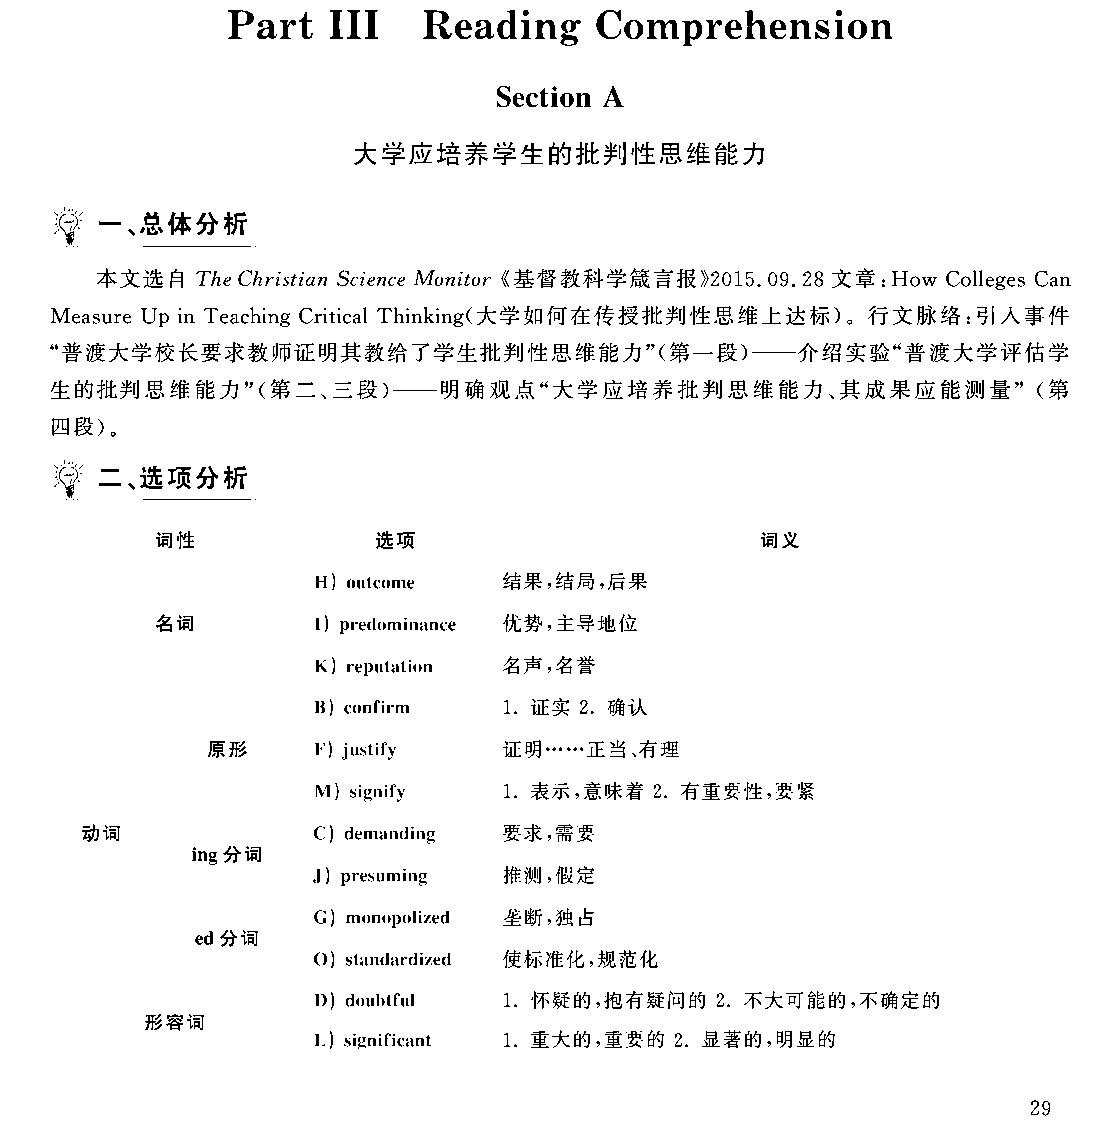 Part III Reading Comprehension
Section A
大学应培养学生的批判性思维能力
一、总体分析
本文选自 The Christian Science Monitor《基督教科学箴言报》2015.09.28 文章:How Colleges Can
Measure Up in Teaching Critical Thinking(大学如何在传授批判性思维上达标)。行文脉络:引入事件
“普渡大学校长要求教师证明其教给了学生批判性思维能力”(第一段)——介绍实验“普渡大学评估学
生的批判思维能力”(第二、三段)——明确观点“大学应培养批判思维能力、其成果应能测量”(第
四段)。
二、选项分析
词性 选项 词义
H) outcome 结果,结局,后果
名词 I) predominance 优势,主导地位
K) reputation 名声,名誉
B) confirm 1. 证实 2. 确认
原形 F) justify 证明……正当、有理
M) signify 1. 表示,意味着 2. 有重要性,要紧
动词 C) demanding 要求,需要
ing 分词
J) presuming 推测,假定
G) monopolized 垄断,独占
ed 分词
O) standardized 使标准化,规范化
D) doubtful 1. 怀疑的,抱有疑问的 2. 不大可能的,不确定的
形容词
L) significant 1. 重大的,重要的 2. 显著的,明显的
29